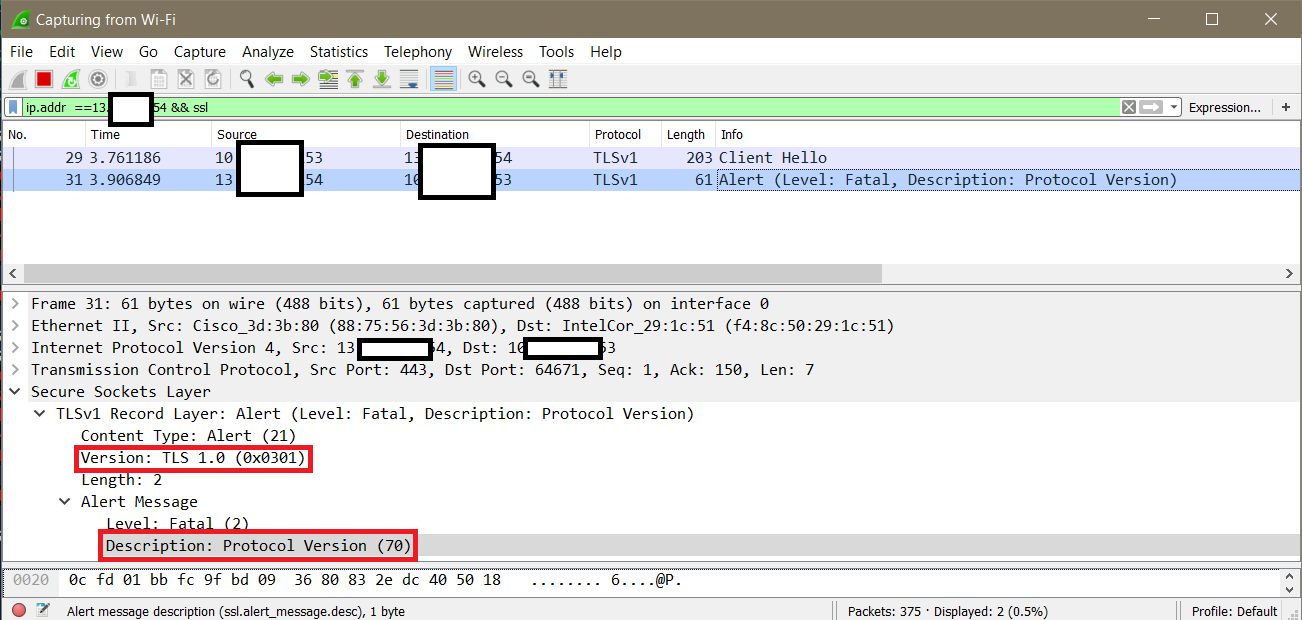 Capturing from Wi-Fi
File Edit View Go Capture Analyze Statistics Telephony Wireless Tools Help
ip.addr ==13. 54 && ssl Expression... +
No. Time Source Destination Protocol Length Info
29 3.761186 10 53 13 54 TLSv1 203 Client Hello
31 3.906849 13 54 10 53 TLSv1 61 Alert (Level: Fatal, Description: Protocol Version)
Frame 31: 61 bytes on wire (488 bits), 61 bytes captured (488 bits) on interface 0
Ethernet II, Src: Cisco_3d:3b:80 (88:75:56:3d:3b:80), Dst: IntelCor_29:1c:51 (f4:8c:50:29:1c:51)
Internet Protocol Version 4, Src: 13 54, Dst: 10 53
Transmission Control Protocol, Src Port: 443, Dst Port: 64671, Seq: 1, Ack: 150, Len: 7
Secure Sockets Layer
TLSv1 Record Layer: Alert (Level: Fatal, Description: Protocol Version)
Content Type: Alert (21)
Version: TLS 1.0 (0x0301)
Length: 2
Alert Message
Level: Fatal (2)
Description: Protocol Version (70)
0020 0c fd 01 bb fc 9f bd 09 36 80 83 2e dc 40 50 18 ........ 6....@P.
Alert message description (ssl.alert_message.desc), 1 byte Packets: 375 · Displayed: 2 (0.5%) Profile: Default